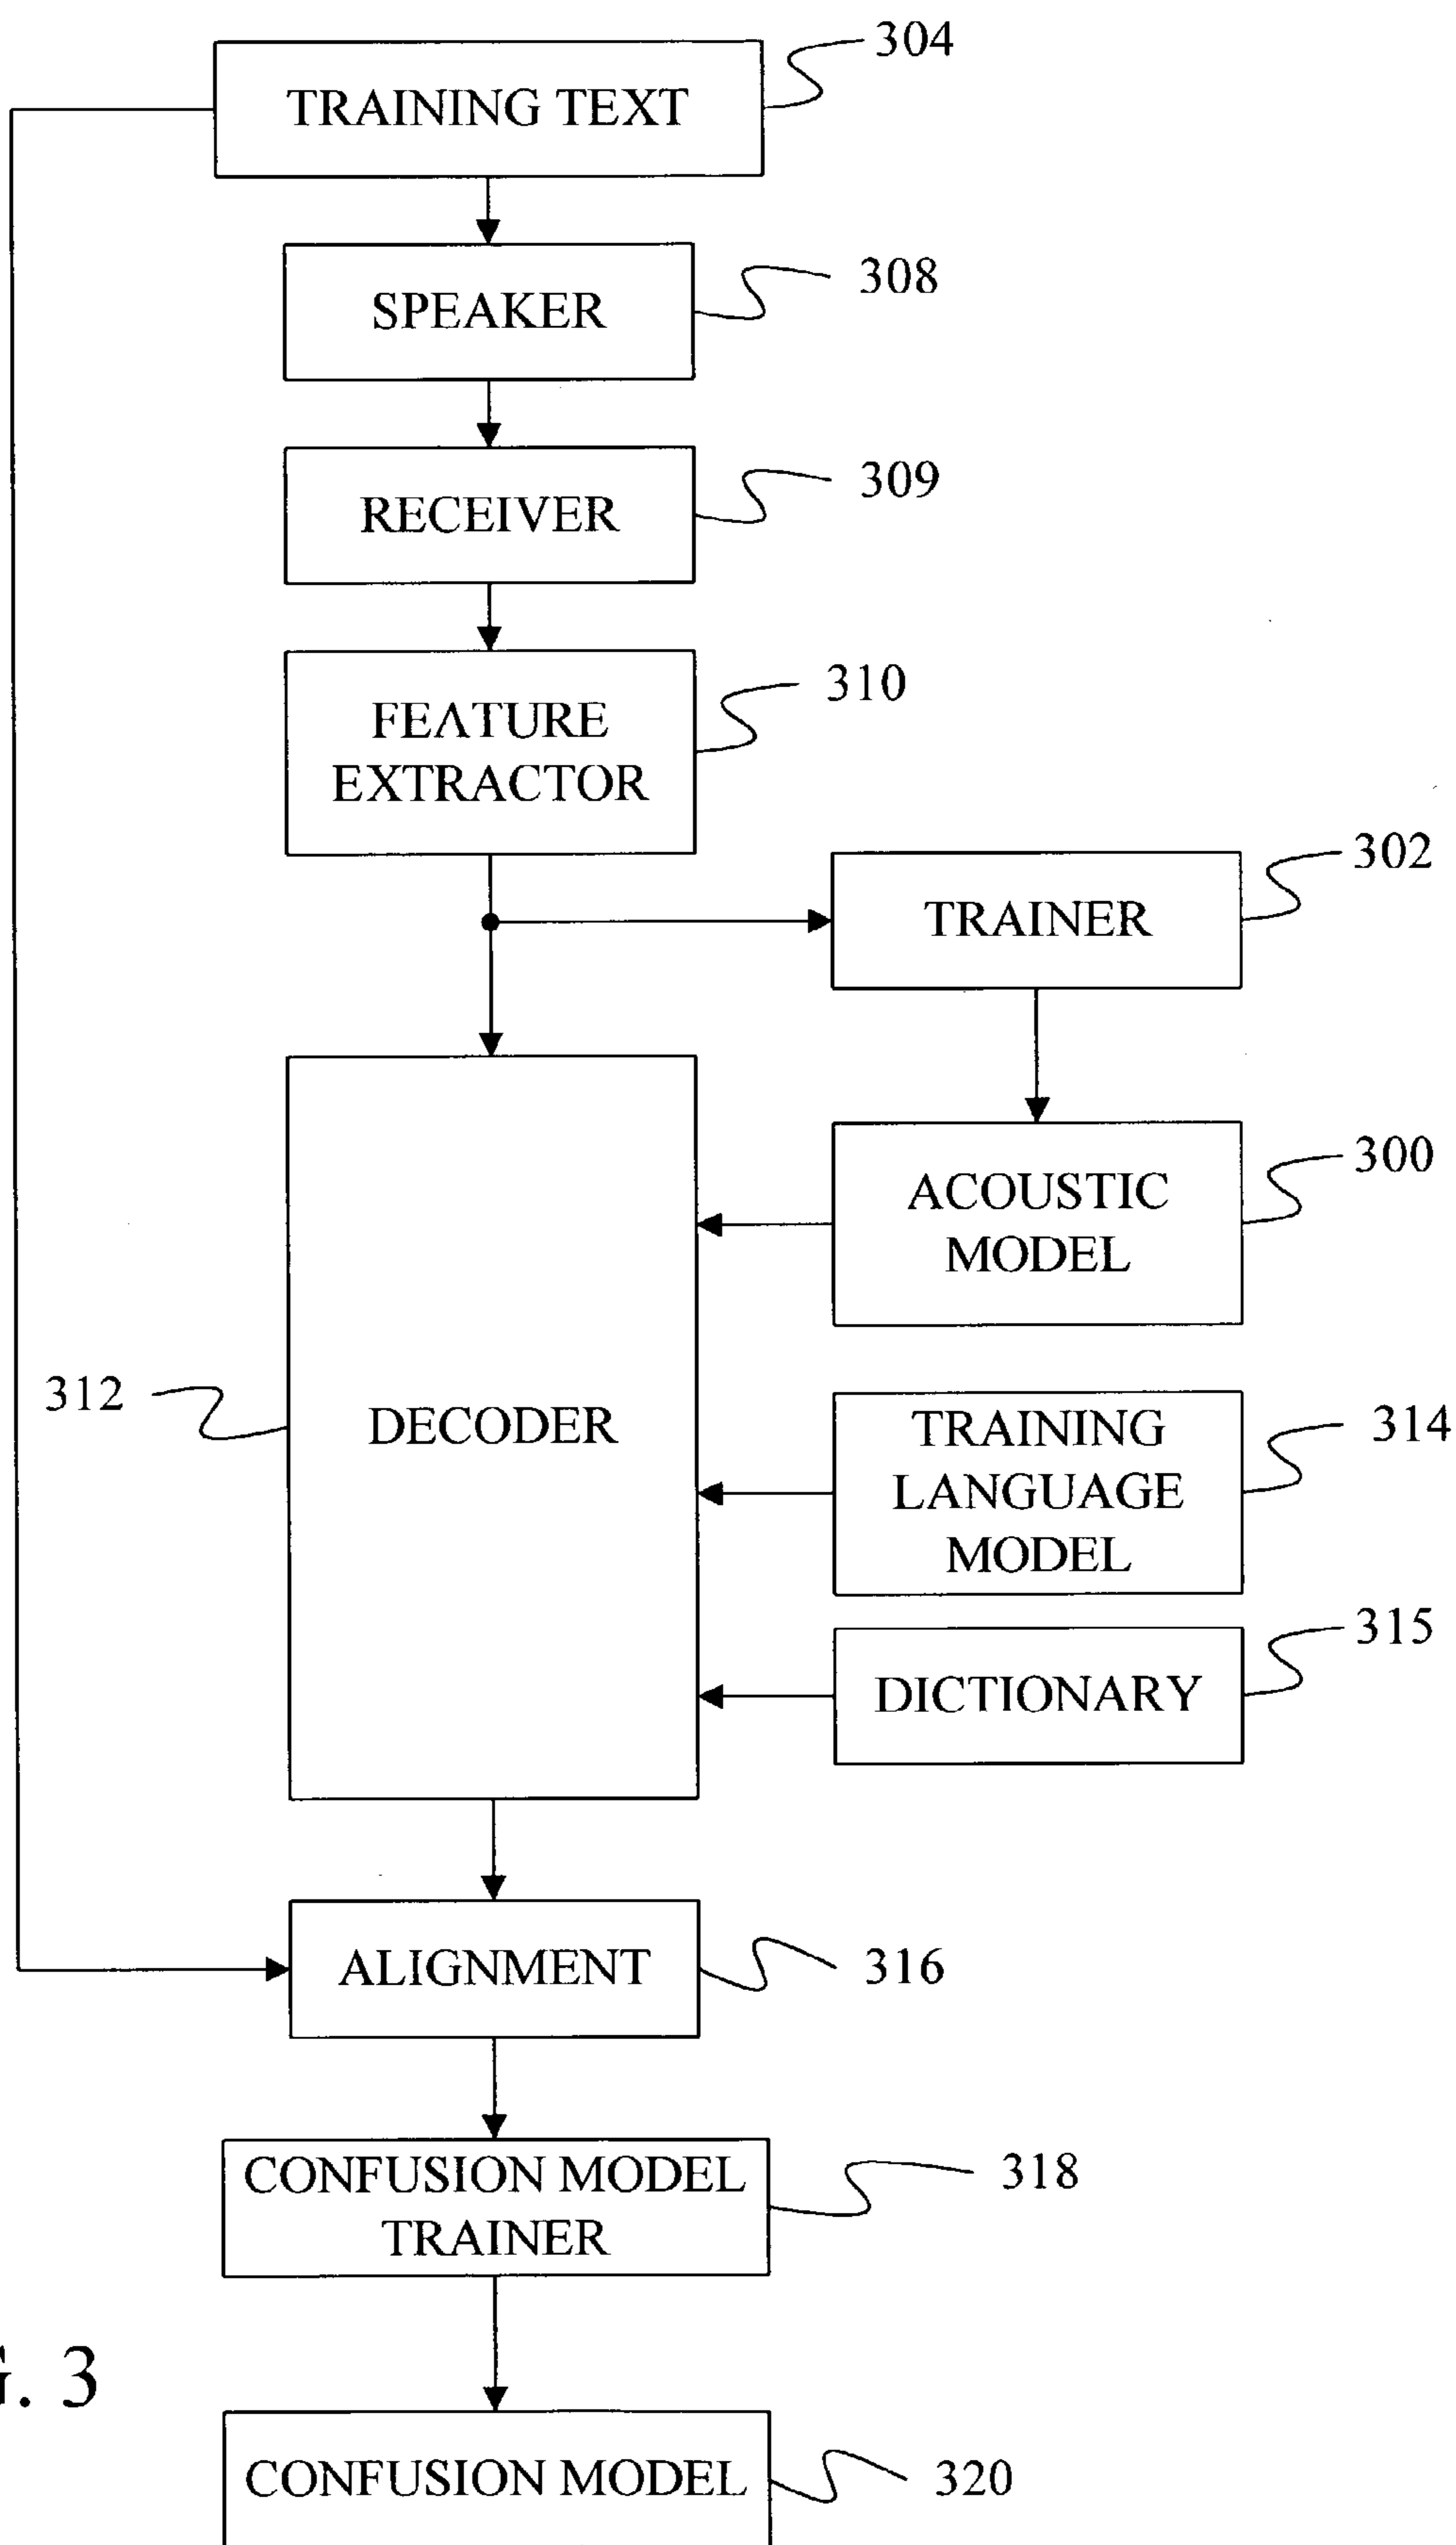 304
TRAINING TEXT
308
SPEAKER
309
RECEIVER
310
FEATURE
EXTRACTOR
302
TRAINER
300
ACOUSTIC
MODEL
312
DECODER
314
TRAINING
LANGUAGE
MODEL
315
DICTIONARY
316
ALIGNMENT
318
CONFUSION MODEL
TRAINER
G. 3
320
CONFUSION MODEL